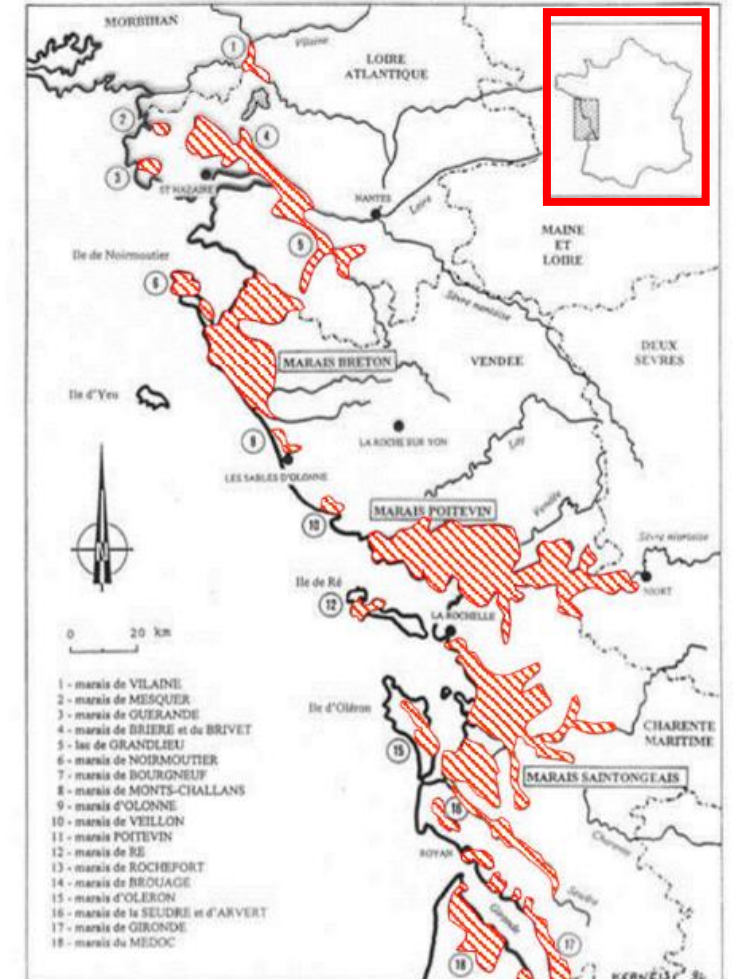 MORBIHAN
1
Vilaine
LOIRE
ATLANTIQUE
2
4
3
ST NAZAIRE
NANTES
Loire
MAINE
ET
LOIRE
5
Ile de Noirmoutier
6
Sèvre nantaise
MARAIS BRETON
VENDEE
DEUX
SEVRES
Ile d'Yeu
LA ROCHE SUR YON
9
Lay
LES SABLES D'OLONNE
MARAIS POITEVIN
Vendée
10
Sèvre niortaise
N
Ile de Ré
NIORT
12
LA ROCHELLE
0 20 km
1 - marais de VILAINE
2 - marais de MESQUER
3 - marais de GUERANDE
4 - marais de BRIERE et du BRIVET
5 - lac de GRANDLIEU
6 - marais de NOIRMOUTIER
7 - marais de BOURGNEUF
8 - marais de MONTS-CHALLANS
9 - marais d'OLONNE
10 - marais de VEILLON
11 - marais POITEVIN
12 - marais de RE
13 - marais de ROCHEFORT
14 - marais de BROUAGE
15 - marais d'OLERON
16 - marais de la SEUDRE et d'ARVERT
17 - marais de GIRONDE
18 - marais du MEDOC
Ile d'Oléron
CHARENTE
MARITIME
15
MARAIS SAINTONGEAIS
16
Charente
ROYAN
Seudre
Gironde
17
18